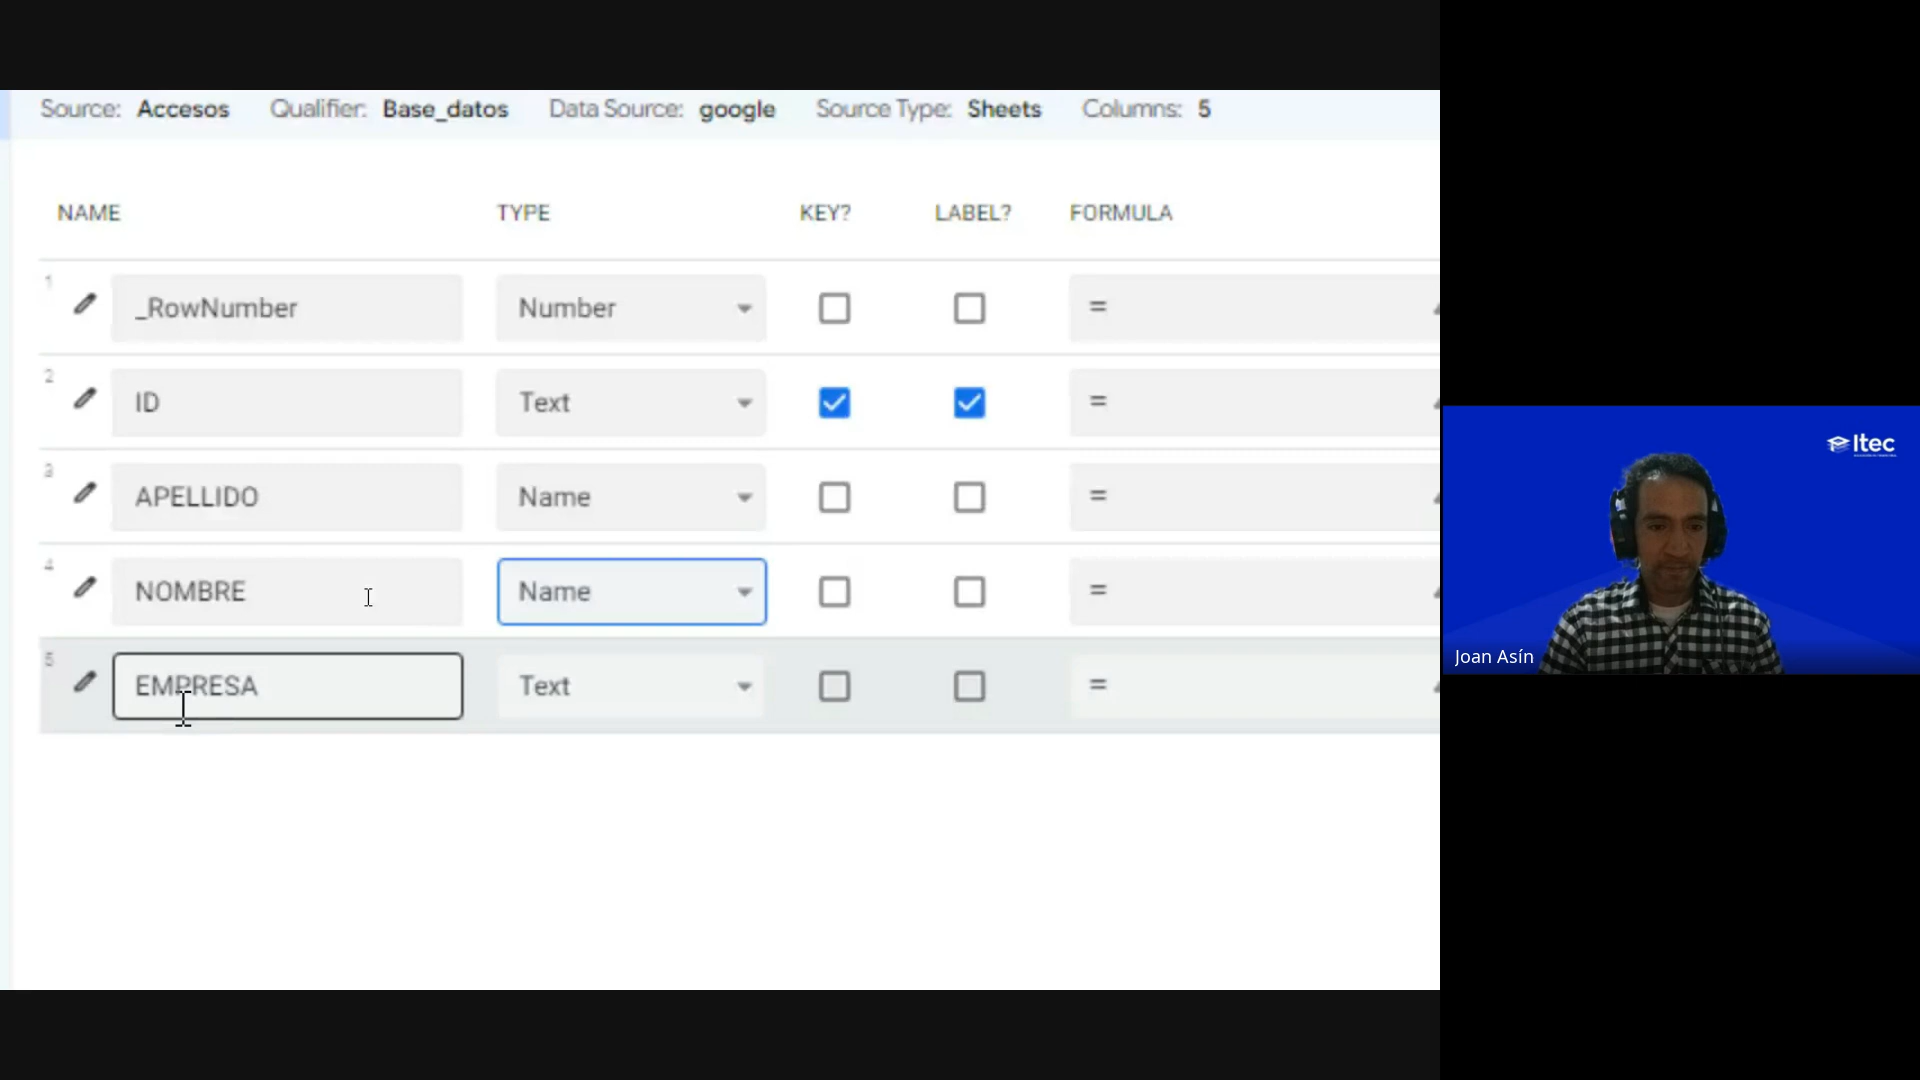 Source: Accesos Qualifier: Base_datos Data Source: google Source Type: Sheets Columns: 5
NAME TYPE KEY? LABEL? FORMULA
1 _RowNumber Number =
2 ID Text =
3 APELLIDO Name =
4 NOMBRE Name =
5 EMPRESA Text =
Itec
Joan Asín